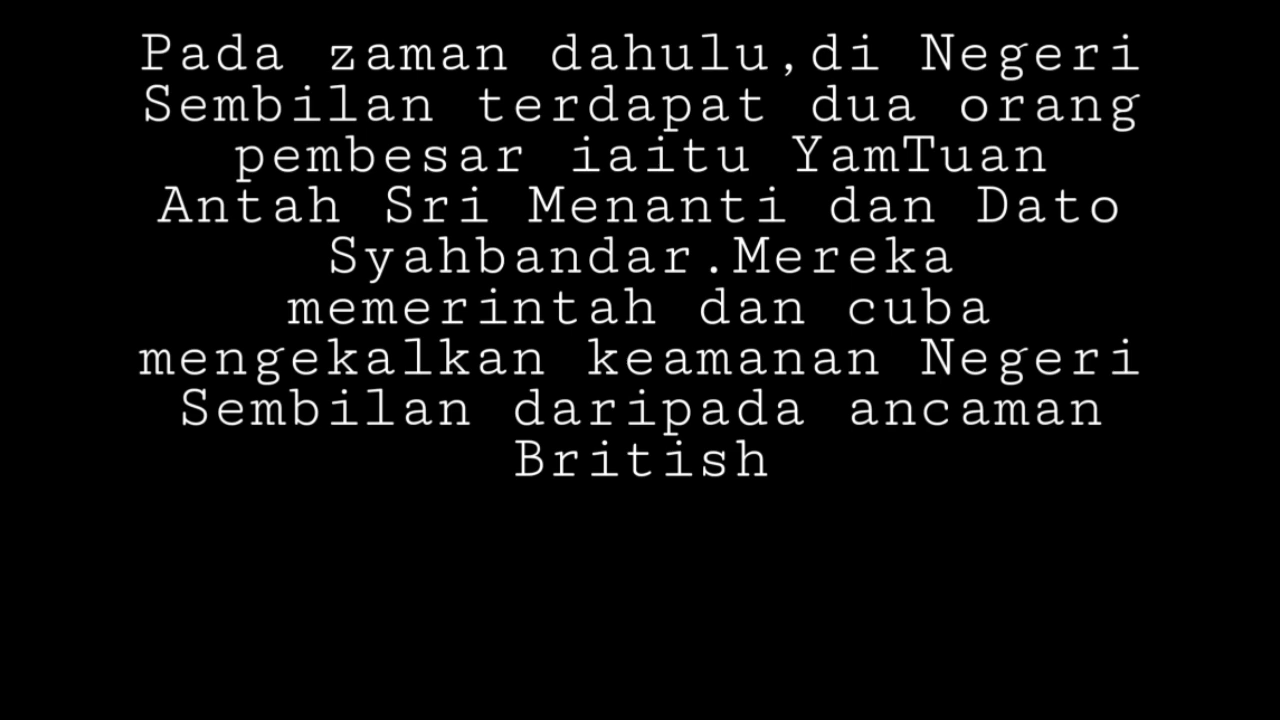 Pada zaman dahulu,di Negeri
Sembilan terdapat dua orang
pembesar iaitu YamTuan
Antah Sri Menanti dan Dato
Syahbandar.Mereka
memerintah dan cuba
mengekalkan keamanan Negeri
Sembilan daripada ancaman
British